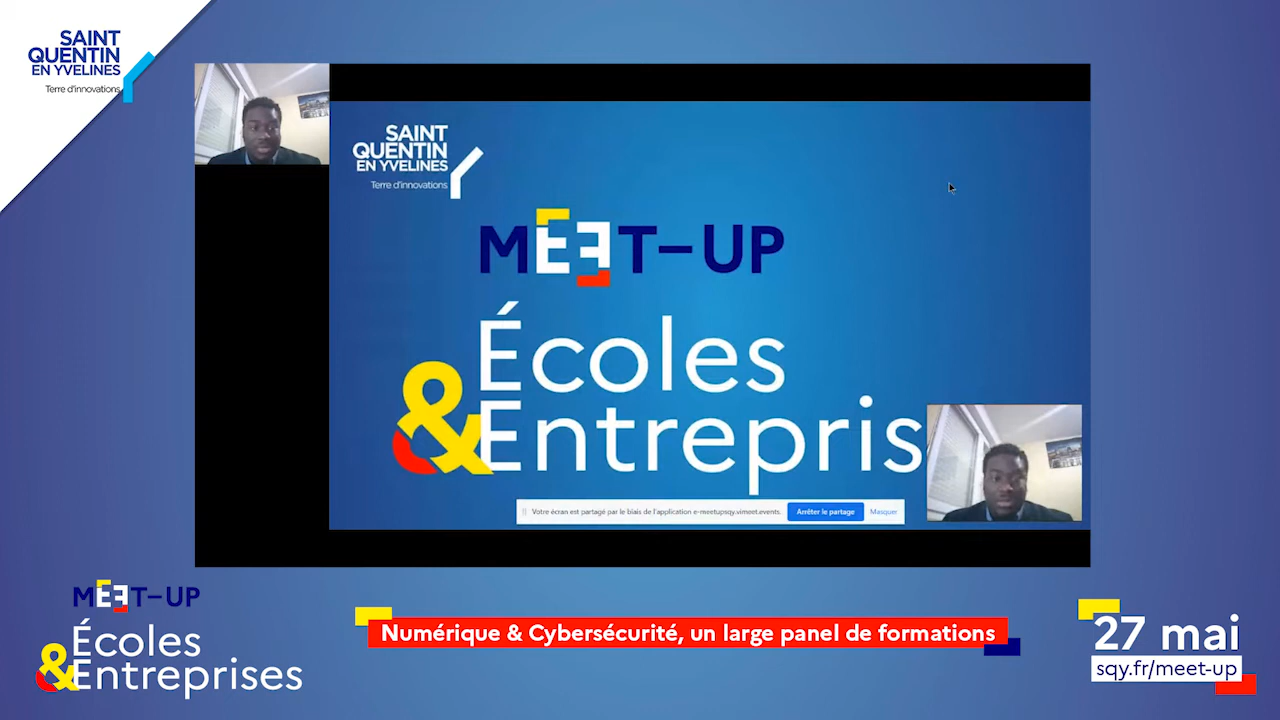 SAINT
QUENTIN
EN YVELINES
Terre d'innovations
SAINT
QUENTIN
EN YVELINES
Terre d'innovations
MEET-UP
Écoles
&Entrepris
Votre écran est partagé par le biais de l'application e-meetupsqy.vimeet.events.
Arrêter le partage
Masquer
MEET-UP
Écoles
&Entreprises
Numérique & Cybersécurité, un large panel de formations
27 mai
sqy.fr/meet-up